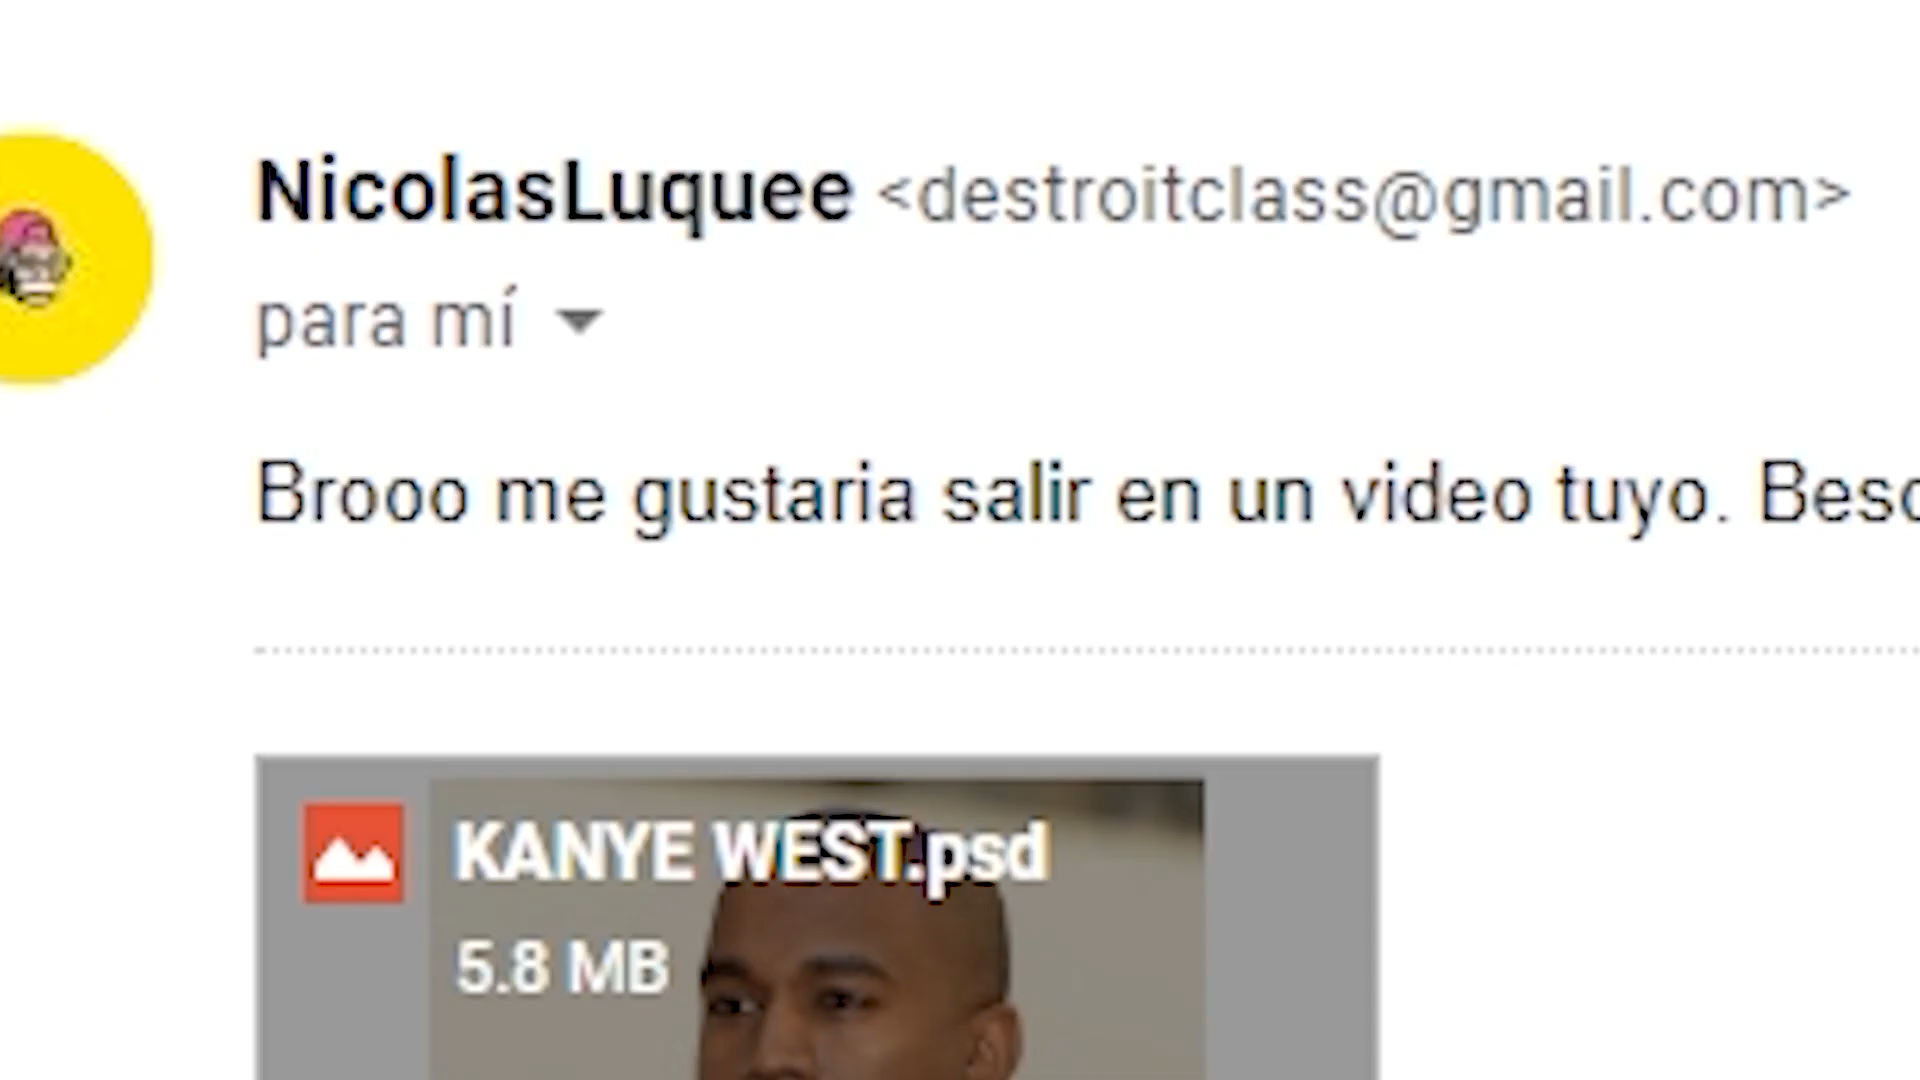 NicolasLuquee <destroitclass@gmail.com>
para mí
Brooo me gustaria salir en un video tuyo.
KANYE WEST.psd
5.8 MB